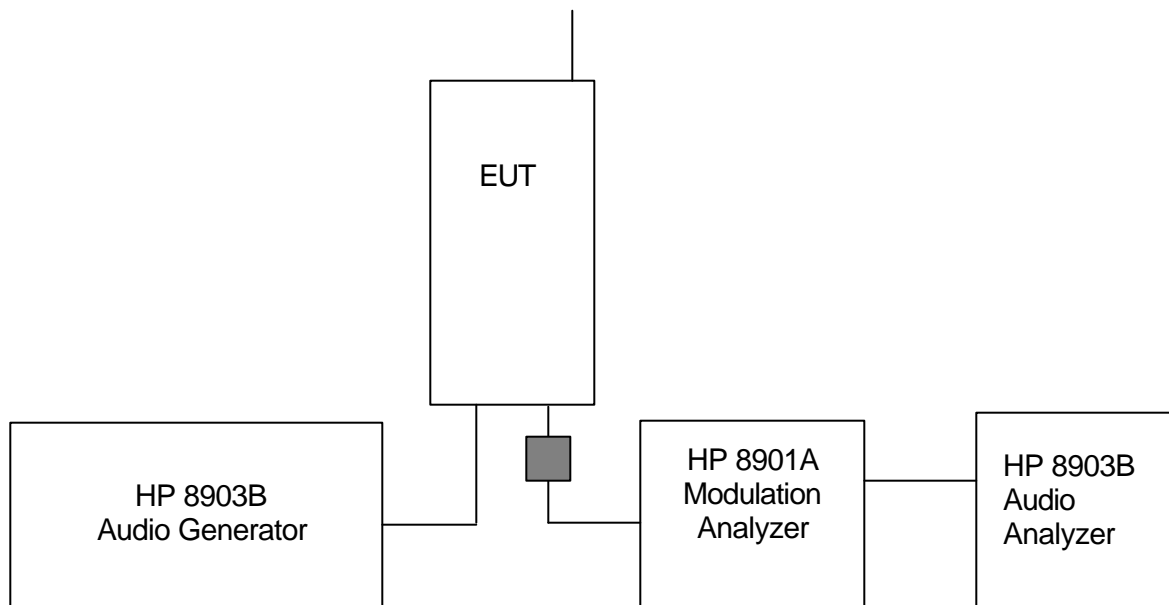 EUT
HP 8903B
Audio Generator
HP 8901A
Modulation
Analyzer
HP 8903B
Audio
Analyzer